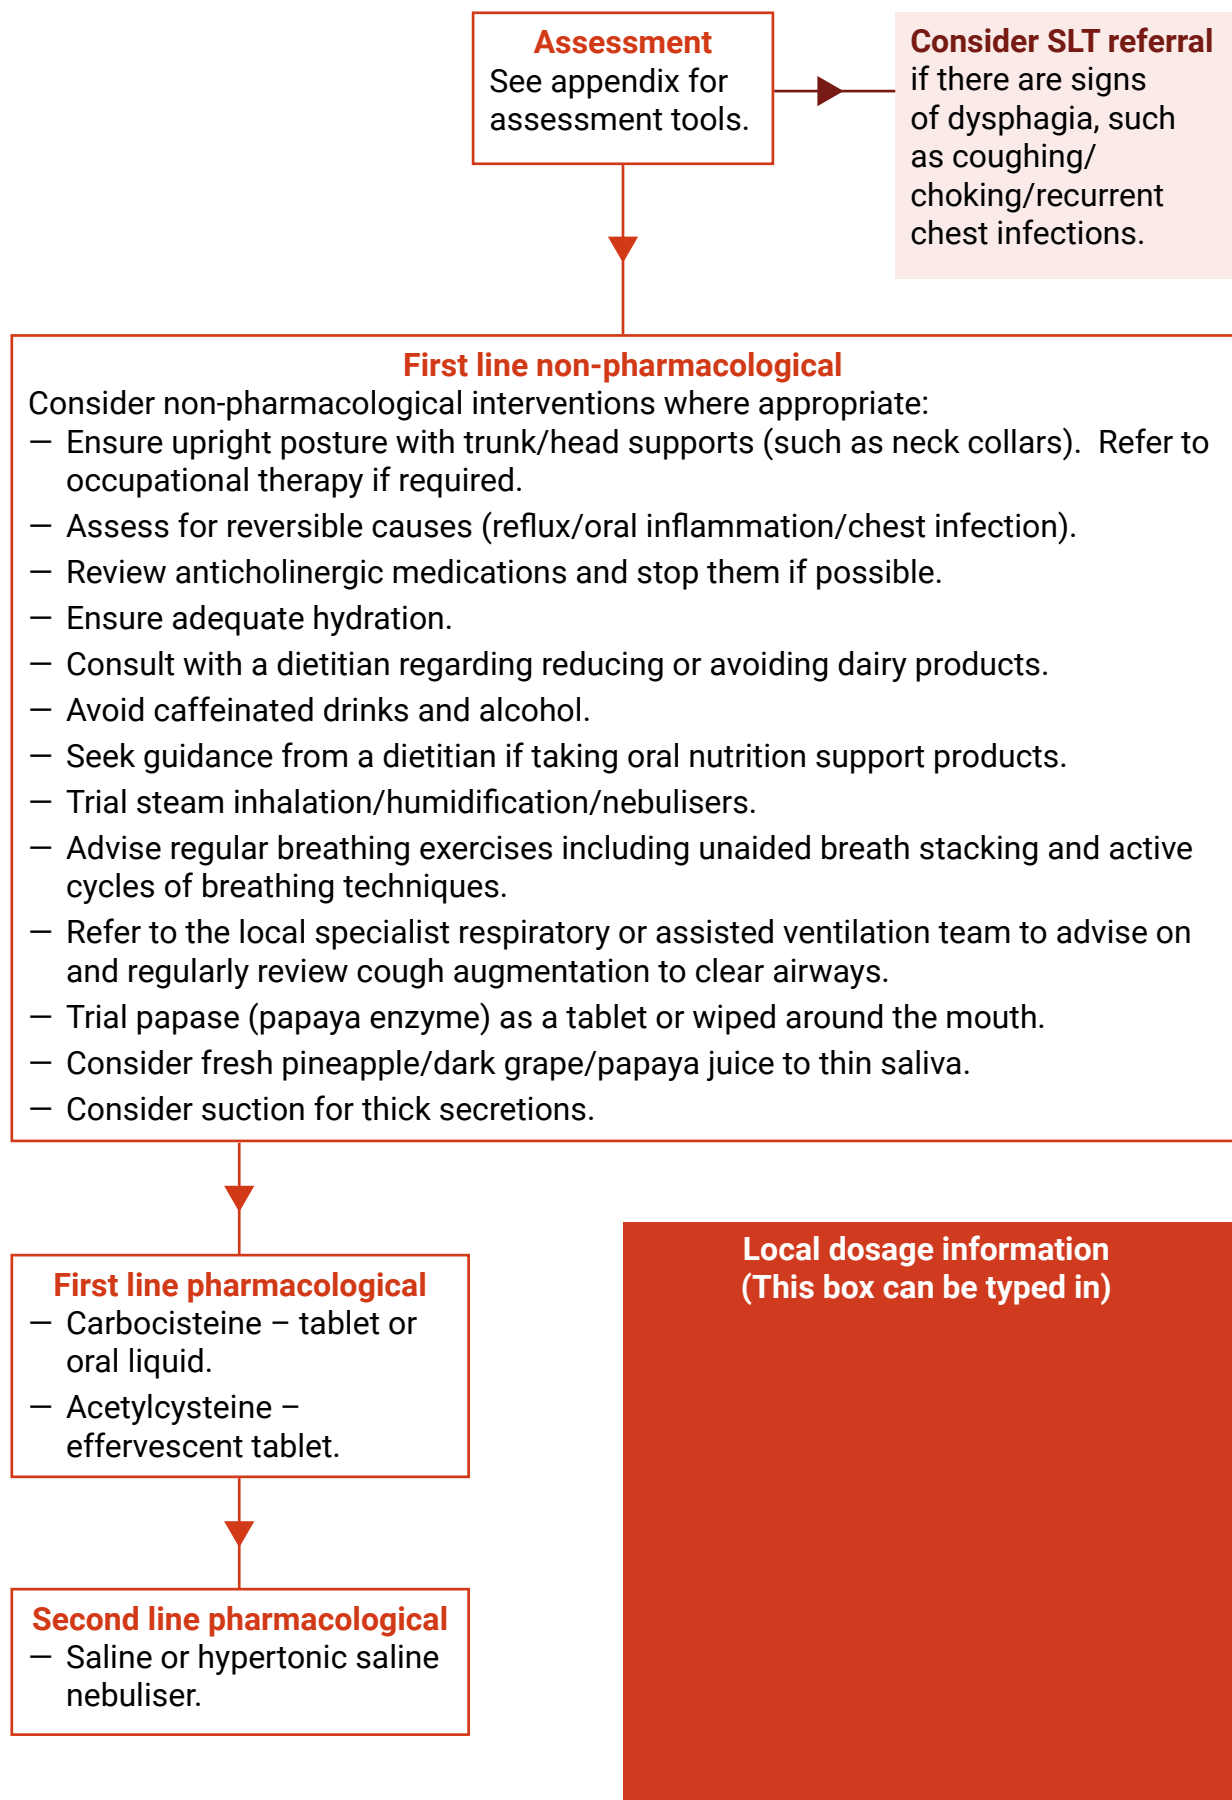 Assessment
See appendix for
assessment tools.
Consider SLT referral
if there are signs
of dysphagia, such
as coughing/
choking/recurrent
chest infections.
First line non-pharmacological
Consider non-pharmacological interventions where appropriate:
— Ensure upright posture with trunk/head supports (such as neck collars).  Refer to
occupational therapy if required.
— Assess for reversible causes (reflux/oral inflammation/chest infection).
— Review anticholinergic medications and stop them if possible.
— Ensure adequate hydration.
— Consult with a dietitian regarding reducing or avoiding dairy products.
— Avoid caffeinated drinks and alcohol.
— Seek guidance from a dietitian if taking oral nutrition support products.
— Trial steam inhalation/humidification/nebulisers.
— Advise regular breathing exercises including unaided breath stacking and active
cycles of breathing techniques.
— Refer to the local specialist respiratory or assisted ventilation team to advise on
and regularly review cough augmentation to clear airways.
— Trial papase (papaya enzyme) as a tablet or wiped around the mouth.
— Consider fresh pineapple/dark grape/papaya juice to thin saliva.
— Consider suction for thick secretions.
First line pharmacological
— Carbocisteine – tablet or
oral liquid.
— Acetylcysteine –
effervescent tablet.
Second line pharmacological
— Saline or hypertonic saline
nebuliser.
Local dosage information
(This box can be typed in)